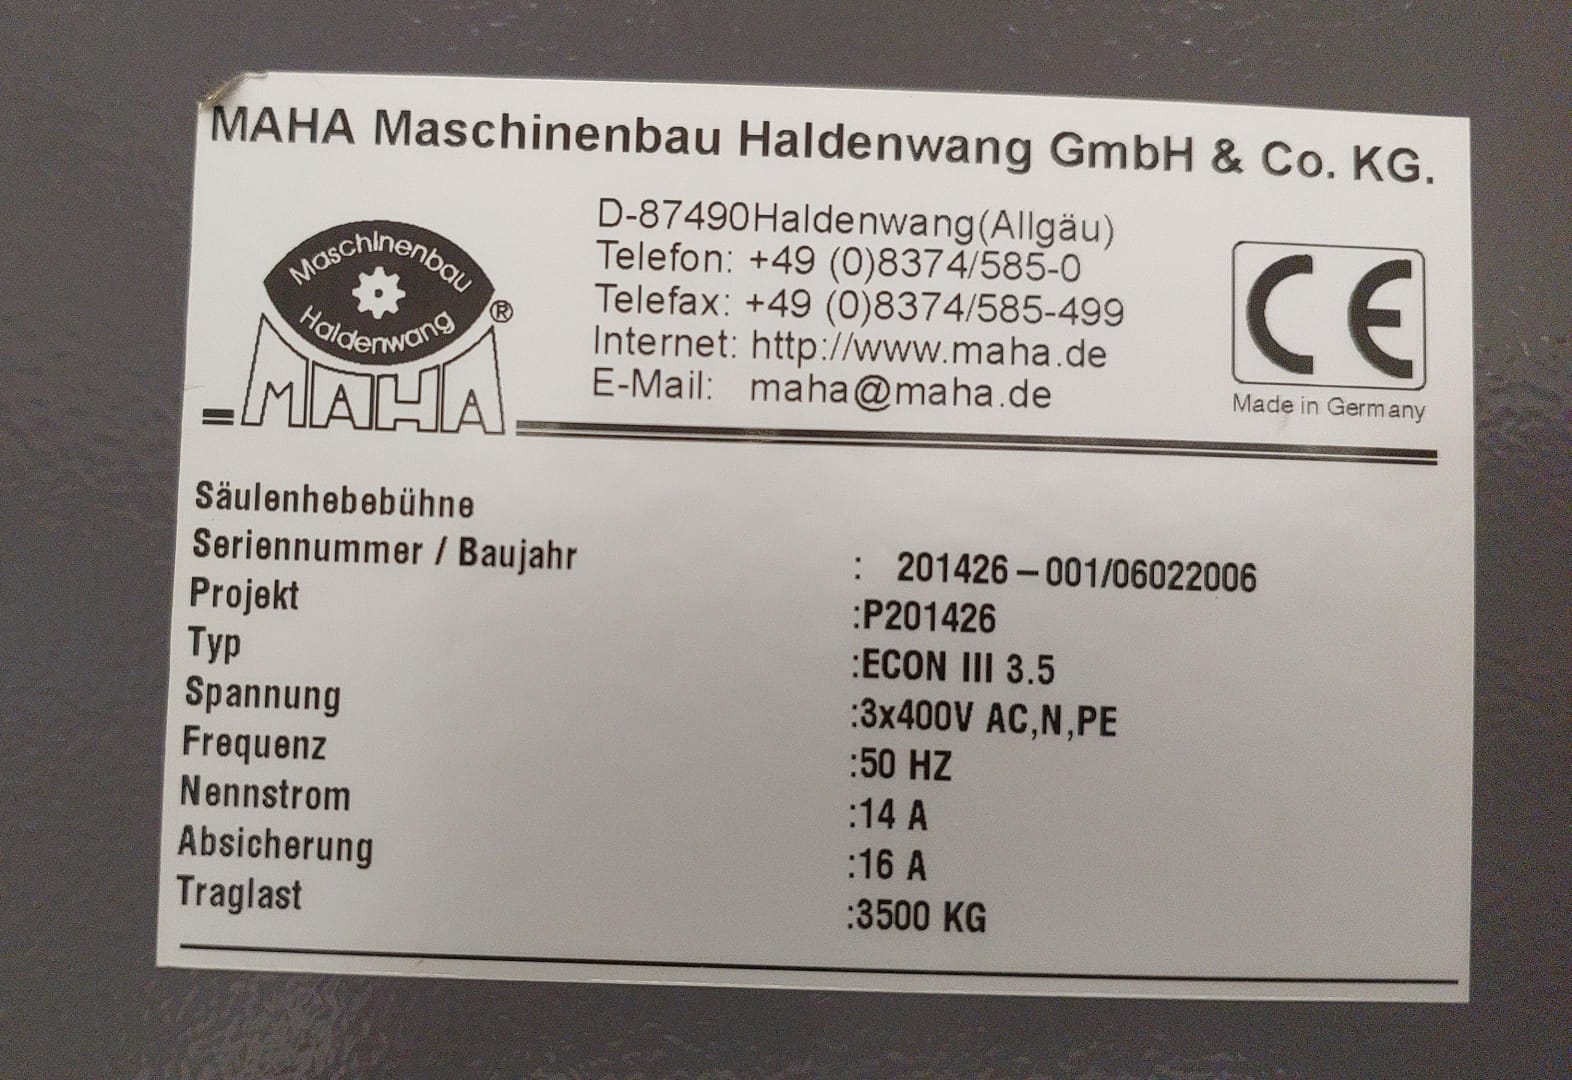 MAHA Maschinenbau Haldenwang GmbH & Co. KG.
Maschinenbau
Haldenwang
MAHA®
D-87490Haldenwang(Allgäu)
Telefon: +49 (0)8374/585-0
Telefax: +49 (0)8374/585-499
Internet: http://www.maha.de
E-Mail: maha@maha.de
CE
Made in Germany
Säulenhebebühne
Seriennummer / Baujahr : 201426-001/06022006
Projekt :P201426
Typ :ECON III 3.5
Spannung :3x400V AC,N,PE
Frequenz :50 HZ
Nennstrom :14 A
Absicherung :16 A
Traglast :3500 KG